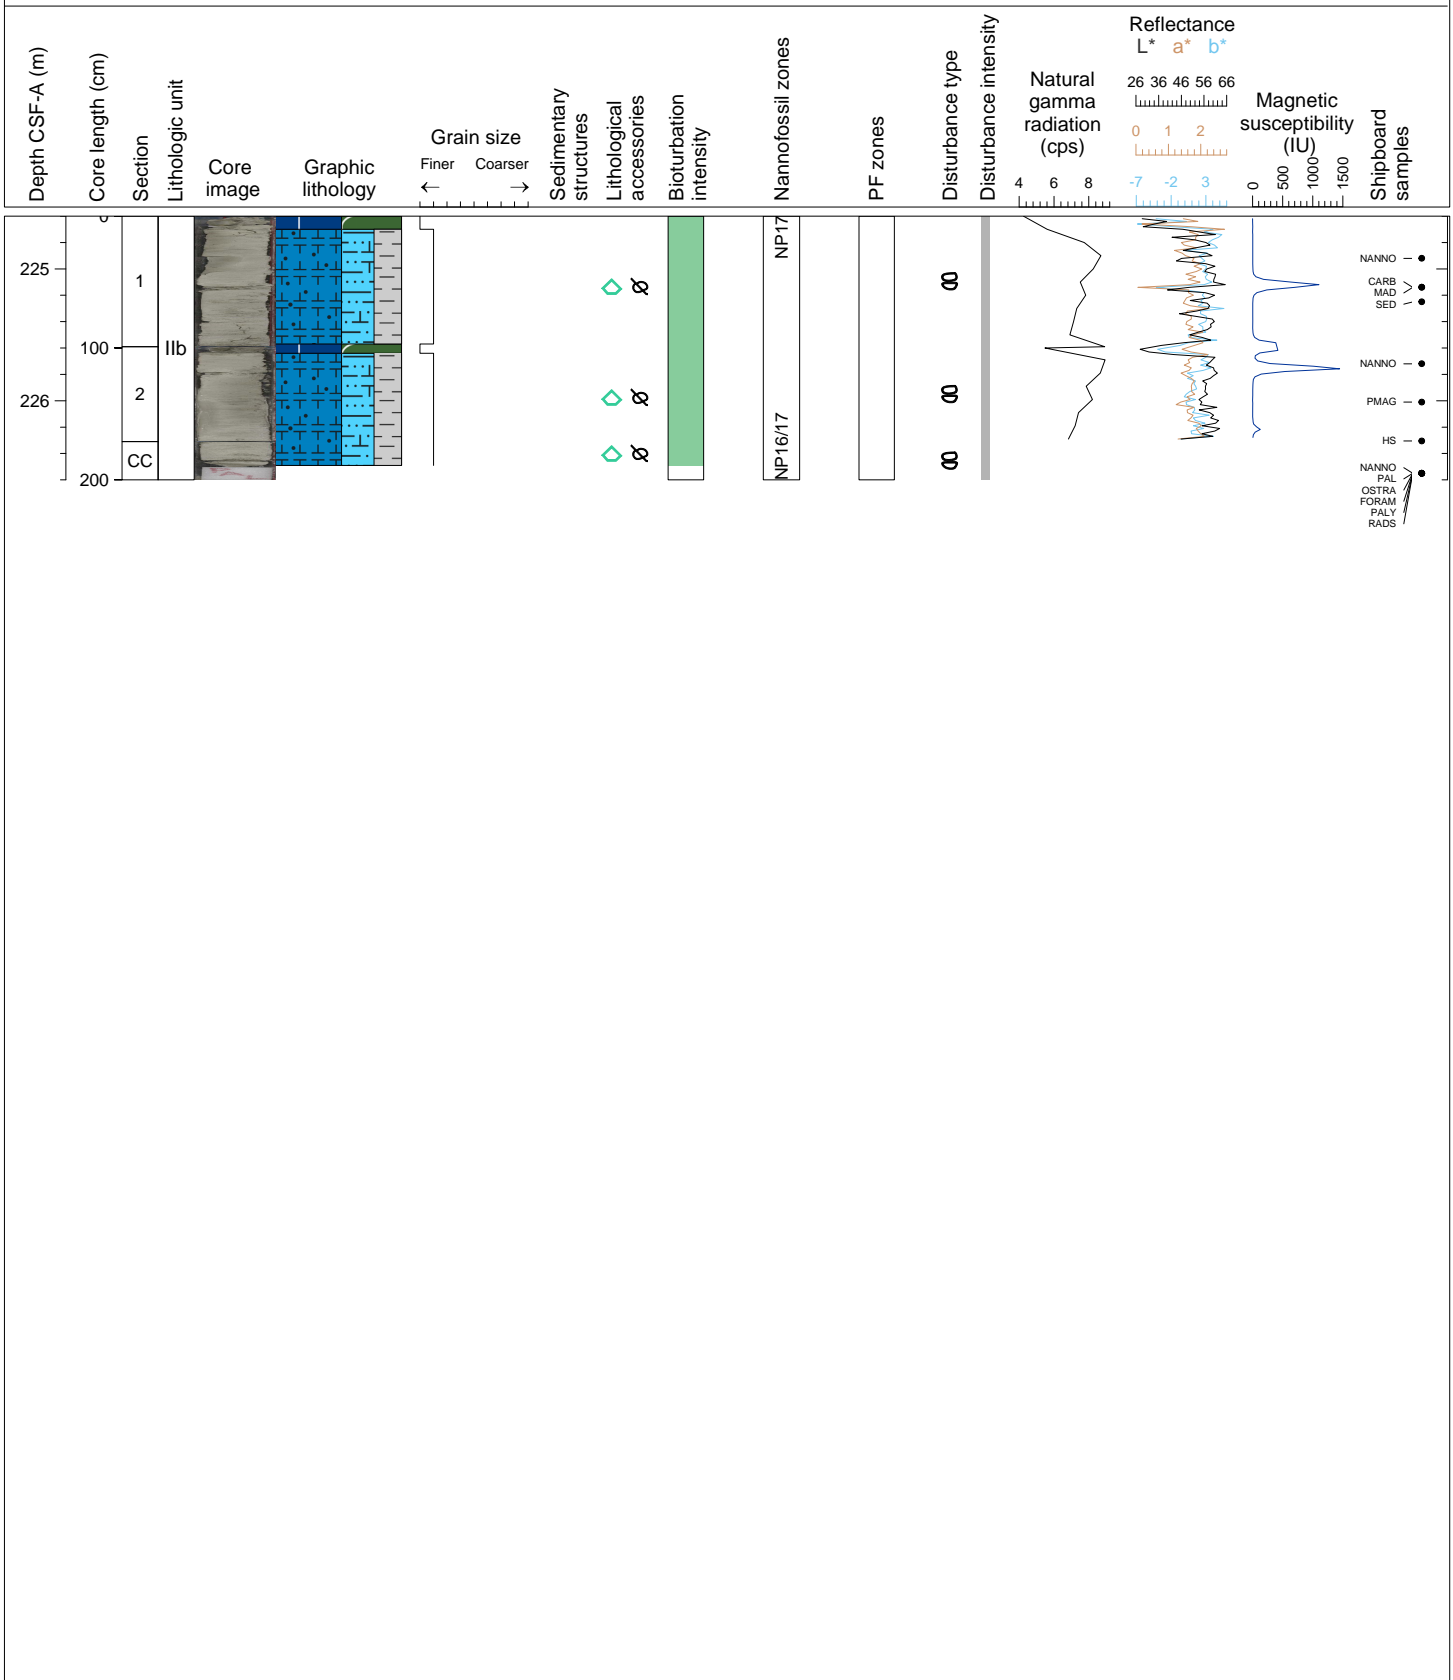 Depth CSF-A (m)
Core length (cm)
Section
Lithologic unit
Core
image
Graphic
lithology
Grain size
Finer Coarser
Sedimentary
structures
Lithological
accessories
Bioturbation
intensity
Nannofossil zones
PF zones
Disturbance type
Disturbance intensity
Natural
gamma
radiation
(cps)
4 6 8
Reflectance
L* a* b*
26 36 46 56 66
0 1 2
-7 -2 3
Magnetic
susceptibility
(IU)
0 500 1000 1500
Shipboard
samples
0
225
100
226
200
1
2
CC
IIb
NP17
NP16/17
NANNO
CARB
MAD
SED
NANNO
PMAG
HS
NANNO
PAL
OSTRA
FORAM
PALY
RADS